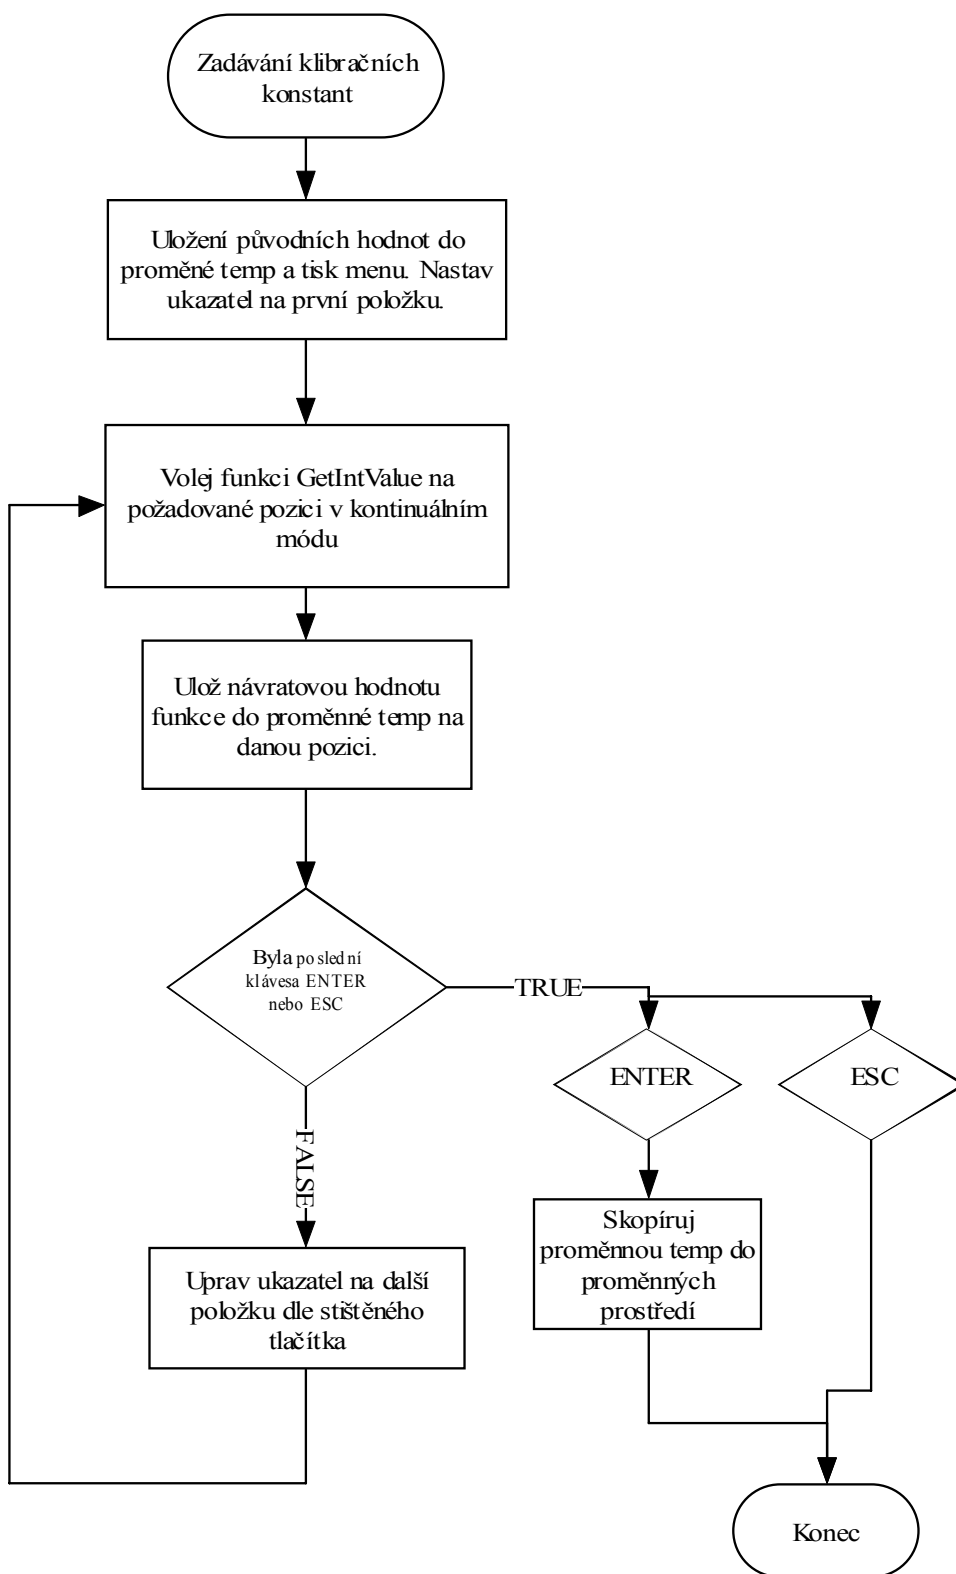 Zadávání klibračních
konstant
Uložení původních hodnot do
proměné temp a tisk menu. Nastav
ukazatel na první položku.
Volej funkci GetIntValue na
požadované pozici v kontinuálním
módu
Ulož návratovou hodnotu
funkce do proměnné temp na
danou pozici.
Byla poslední
klávesa ENTER
nebo ESC
TRUE
ENTER
ESC
FALSE
Skopíruj
proměnnou temp do
proměnných
prostředí
Uprav ukazatel na další
položku dle stištěného
tlačítka
Konec